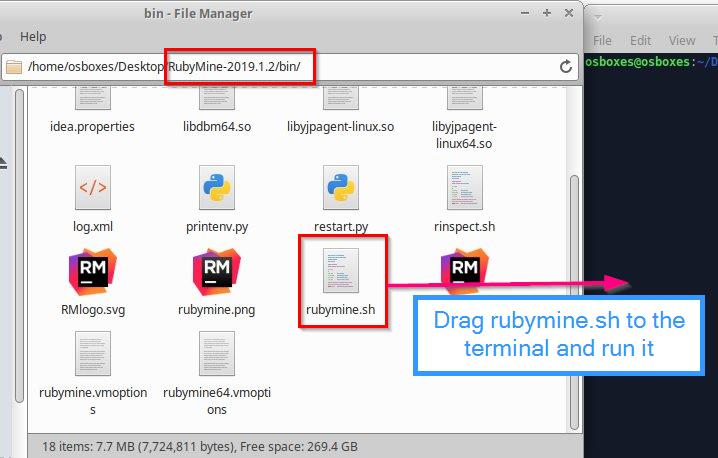 bin - File Manager
Help
File Edit View
/home/osboxes/Desktop/RubyMine-2019.1.2/bin/
osboxes@osboxes:~/D
idea.properties
libdbm64.so
libyjpagent-linux.so
libyjpagent-
linux64.so
</>
log.xml
printenv.py
restart.py
rinspect.sh
RM
RM
RM
RMlogo.svg
rubymine.png
rubymine.sh
Drag rubymine.sh to the
terminal and run it
rubymine.vmoption
s
rubymine64.vmopti
ons
18 items: 7.7 MB (7,724,811 bytes), Free space: 269.4 GB